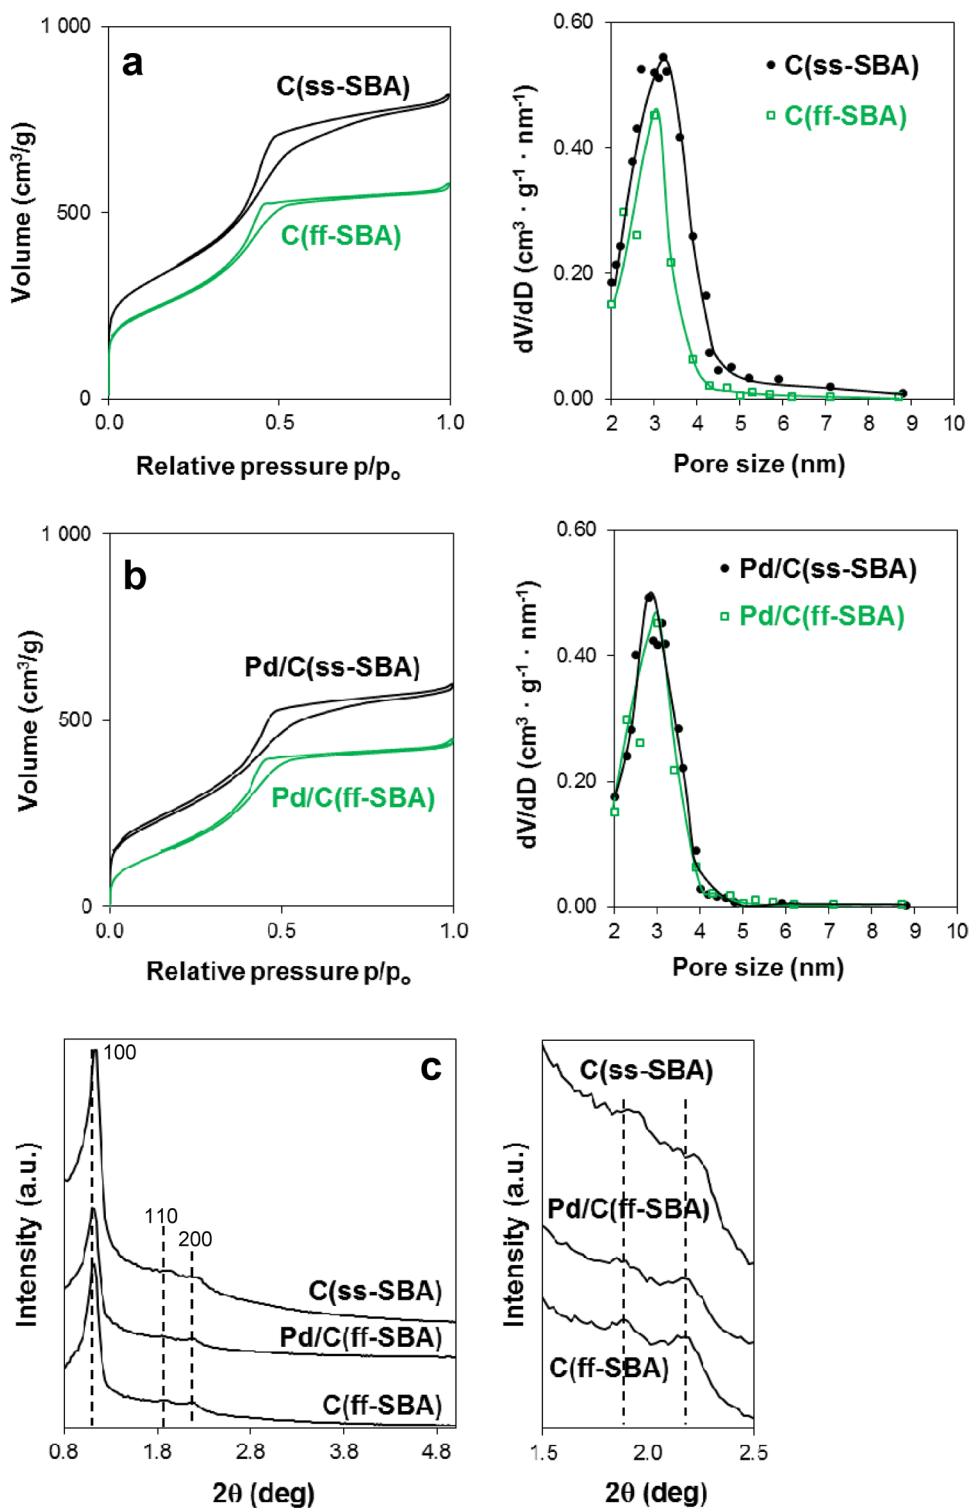 1 000
500
0
0.0
0.5
1.0
a
C(ss-SBA)
C(ff-SBA)
Volume (cm³/g)
Relative pressure p/pₒ
0.60
0.40
0.20
0.00
2 3 4 5 6 7 8 9 10
C(ss-SBA)
C(ff-SBA)
dV/dD (cm³ · g⁻¹ · nm⁻¹)
Pore size (nm)
1 000
500
0
0.0
0.5
1.0
b
Pd/C(ss-SBA)
Pd/C(ff-SBA)
Volume (cm³/g)
Relative pressure p/pₒ
0.60
0.40
0.20
0.00
2 3 4 5 6 7 8 9 10
Pd/C(ss-SBA)
Pd/C(ff-SBA)
dV/dD (cm³ · g⁻¹ · nm⁻¹)
Pore size (nm)
c
100
110
200
C(ss-SBA)
Pd/C(ff-SBA)
C(ff-SBA)
Intensity (a.u.)
0.8 1.8 2.8 3.8 4.8
2θ (deg)
C(ss-SBA)
Pd/C(ff-SBA)
C(ff-SBA)
Intensity (a.u.)
1.5 2.0 2.5
2θ (deg)